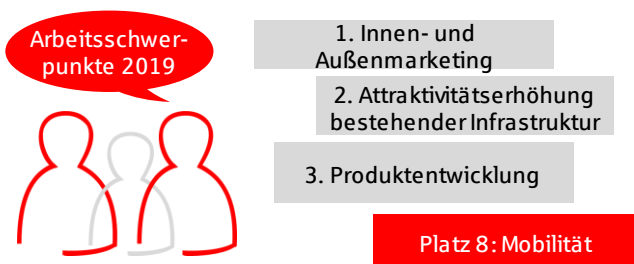 Arbeitsschwer-
punkte 2019
1. Innen- und
Außenmarketing
2. Attraktivitätserhöhung
bestehender Infrastruktur
3. Produktentwicklung
Platz 8: Mobilität